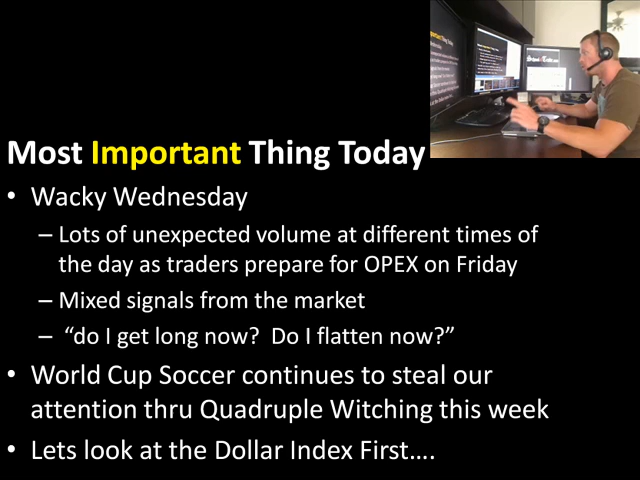 Most Important Thing Today
• Wacky Wednesday
– Lots of unexpected volume at different times of
the day as traders prepare for OPEX on Friday
– Mixed signals from the market
– “do I get long now?  Do I flatten now?”
• World Cup Soccer continues to steal our
attention thru Quadruple Witching this week
• Lets look at the Dollar Index First….